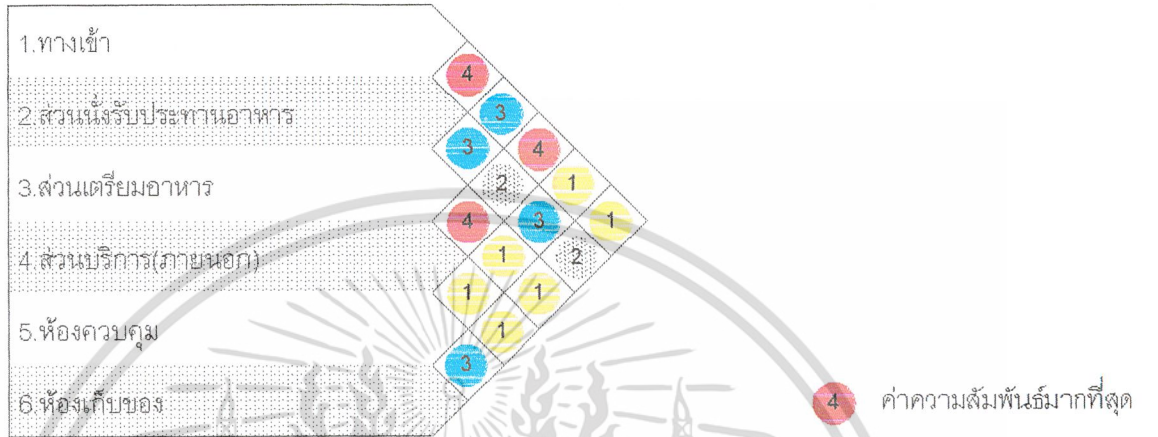 1.ทางเข้า
4
2.ส่วนนั่งรับประทานอาหาร
3
3 4
3.ส่วนเตรียมอาหาร
2 1
4 3 1
4.ส่วนบริการ(ภายนอก)
1 2
1 1
5.ห้องควบคุม
1
3
6.ห้องเก็บของ
4 ค่าความสัมพันธ์มากที่สุด